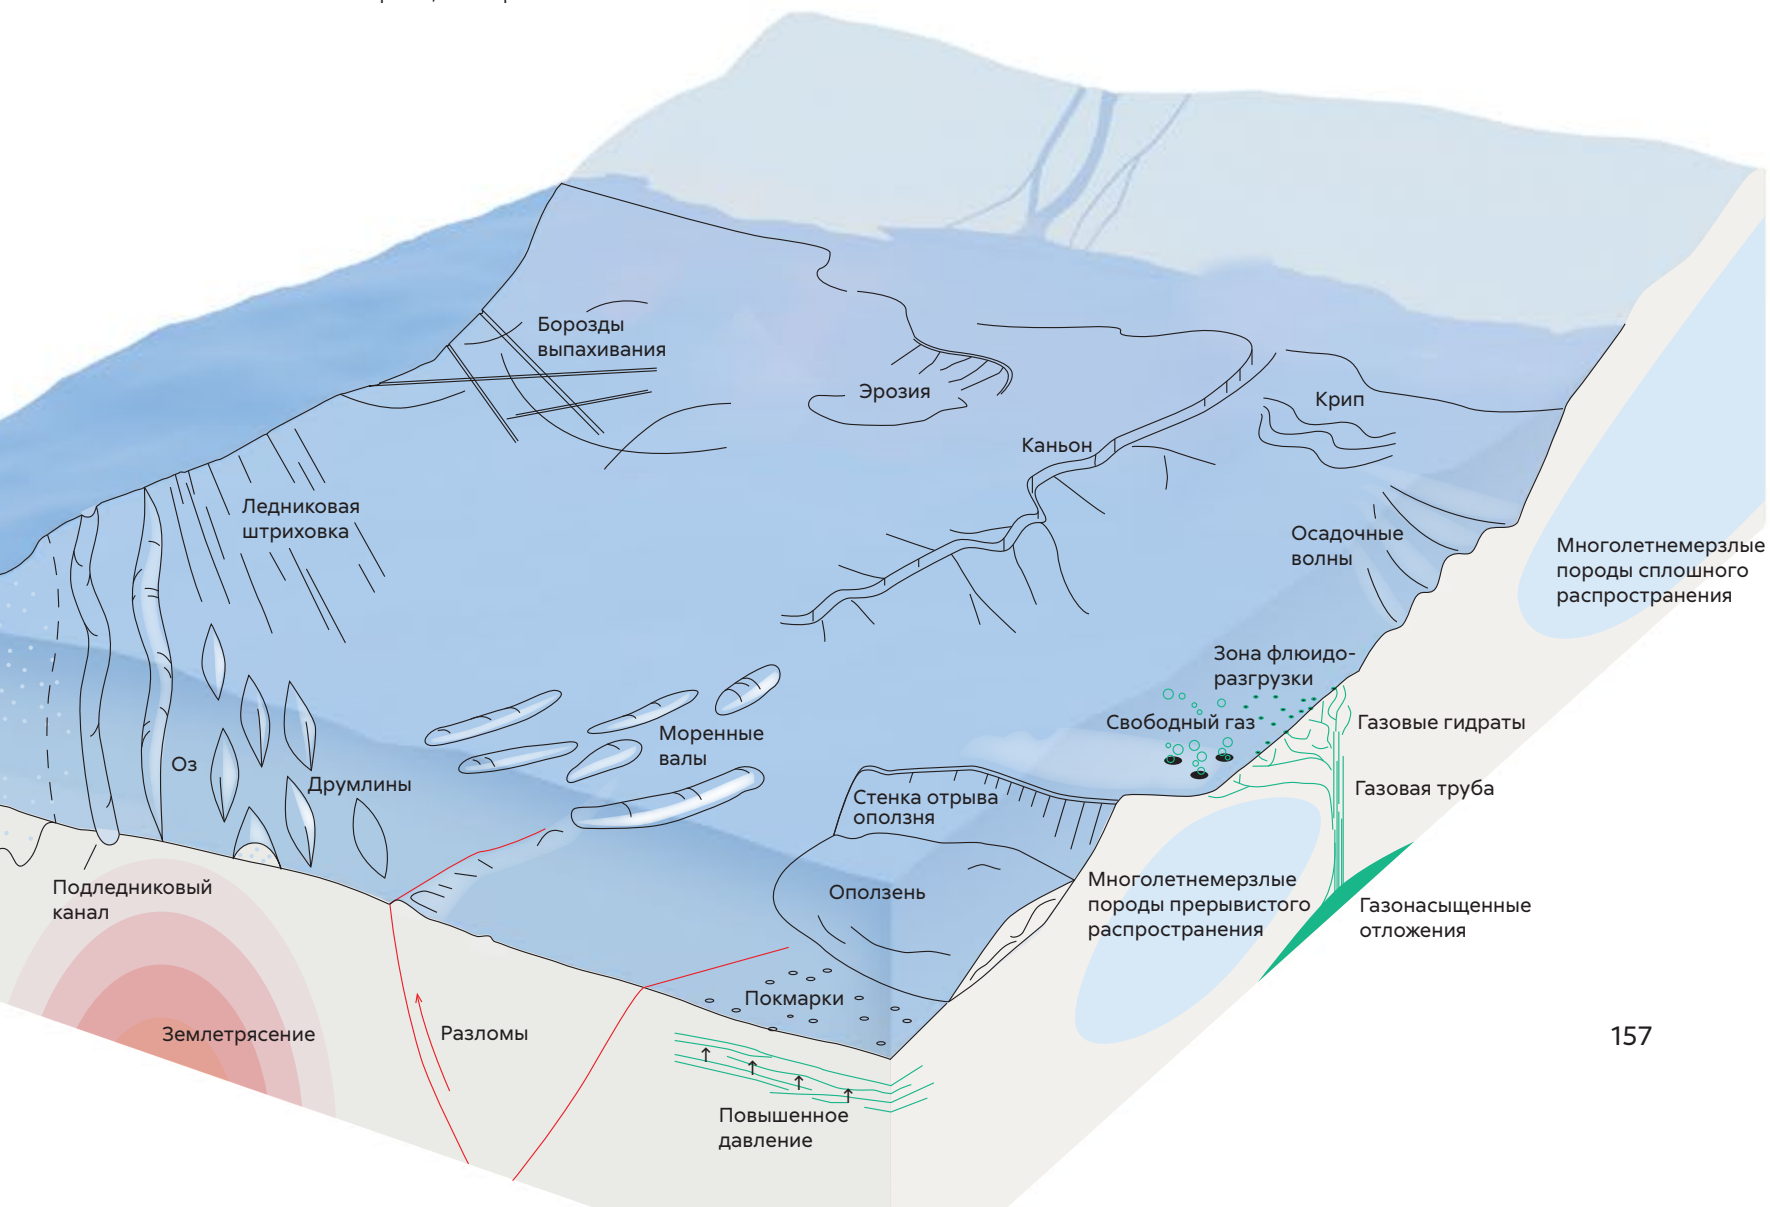 Борозды
выпахивания
Эрозия
Крип
Каньон
Ледниковая
штриховка
Осадочные
волны
Многолетнемерзлые
породы сплошного
распространения
Зона флюидо-
разгрузки
Свободный газ
Газовые гидраты
Моренные
валы
Оз
Друмлины
Газовая труба
Стенка отрыва
оползня
Подледниковый
канал
Оползень
Многолетнемерзлые
породы прерывистого
распространения
Газонасыщенные
отложения
Покмарки
Землетрясение
Разломы
157
Повышенное
давление